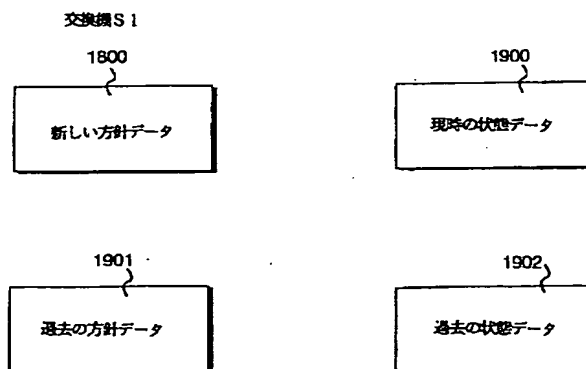 交換機S1
1800
新しい方針データ
1900
現時の状態データ
1901
過去の方針データ
1902
過去の状態データ